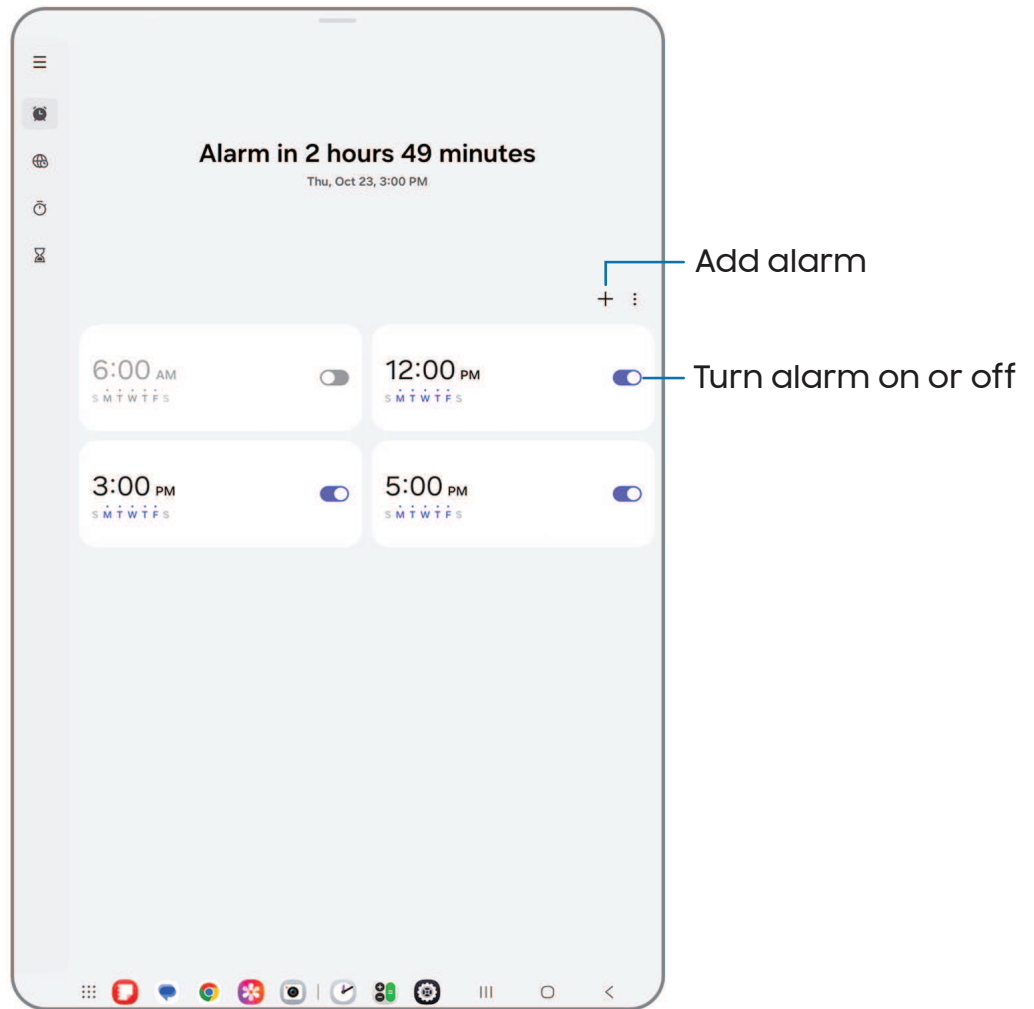 Alarm in 2 hours 49 minutes
Thu, Oct 23, 3:00 PM
Add alarm
6:00 AM
S M T W T F S
12:00 PM
S M T W T F S
Turn alarm on or off
3:00 PM
S M T W T F S
5:00 PM
S M T W T F S